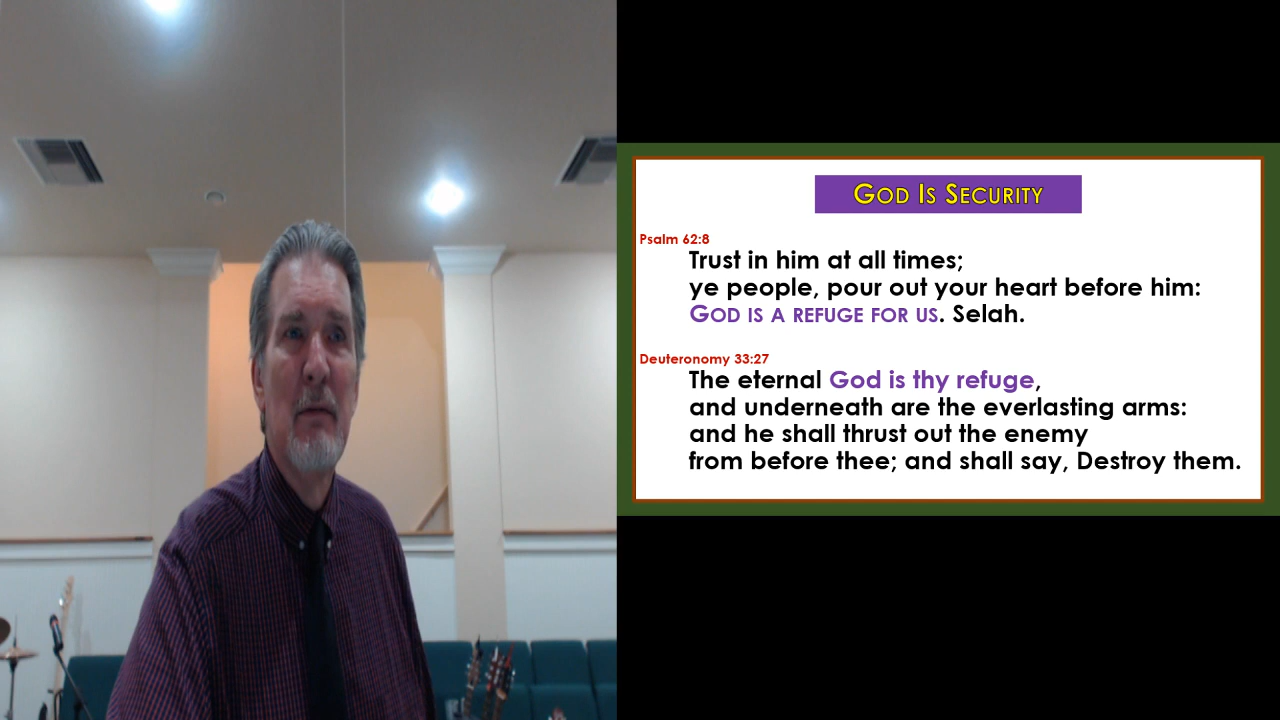 God Is Security
Psalm 62:8
Trust in him at all times;
ye people, pour out your heart before him:
God is a refuge for us. Selah.
Deuteronomy 33:27
The eternal God is thy refuge,
and underneath are the everlasting arms:
and he shall thrust out the enemy
from before thee; and shall say, Destroy them.